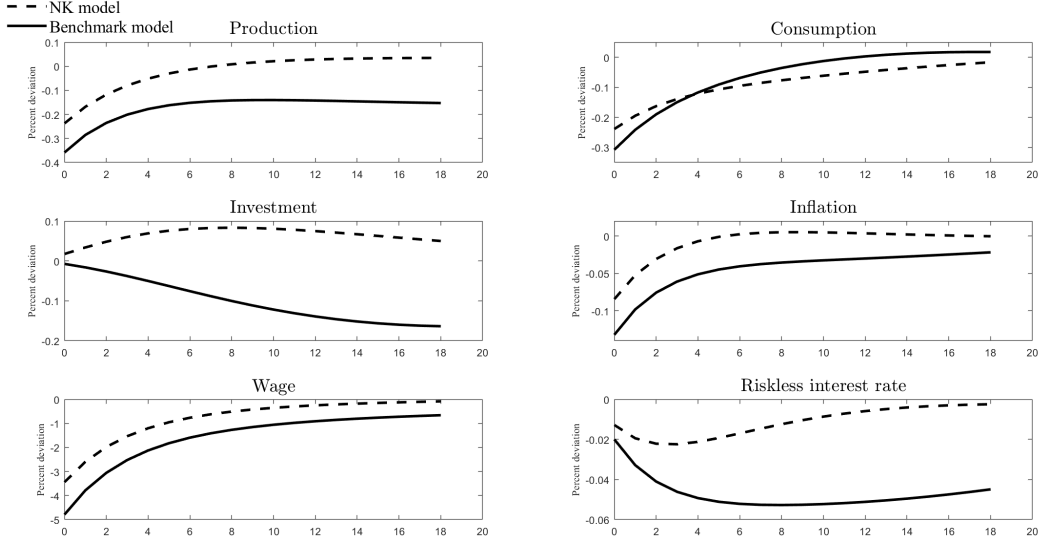 NK model
Benchmark model
Production
Percent deviation
0.1
0
-0.1
-0.2
-0.3
-0.4
0 2 4 6 8 10 12 14 16 18 20
Consumption
Percent deviation
0
-0.1
-0.2
-0.3
0 2 4 6 8 10 12 14 16 18 20
Investment
Percent deviation
0.1
0
-0.1
-0.2
0 2 4 6 8 10 12 14 16 18 20
Inflation
Percent deviation
0
-0.05
-0.1
0 2 4 6 8 10 12 14 16 18 20
Wage
Percent deviation
0
-1
-2
-3
-4
-5
0 2 4 6 8 10 12 14 16 18 20
Riskless interest rate
Percent deviation
0
-0.02
-0.04
-0.06
0 2 4 6 8 10 12 14 16 18 20